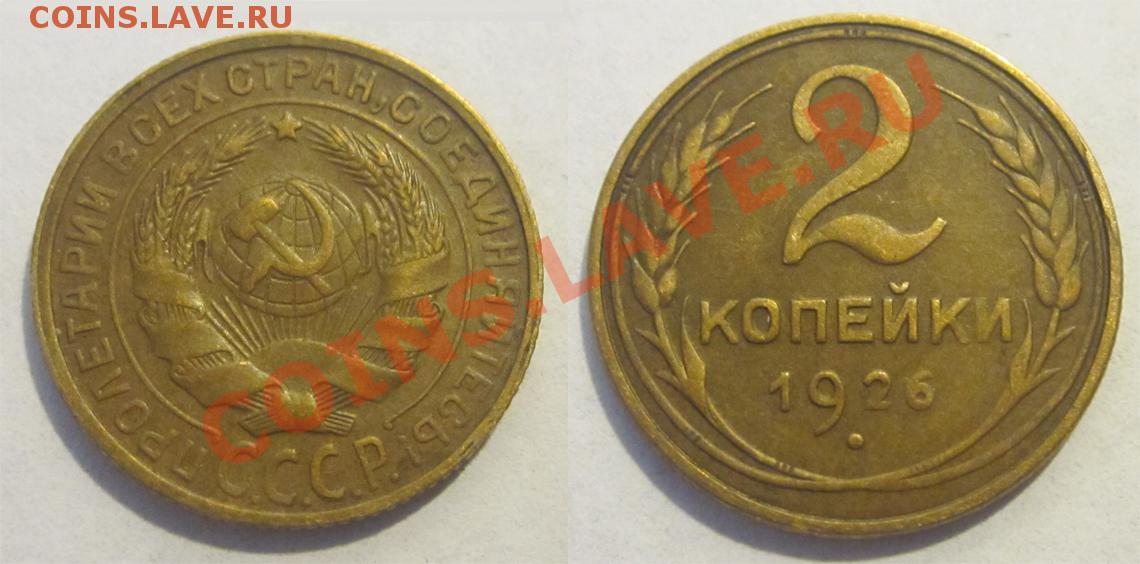 COINS.LAVE.RU
ПРОЛЕТАРИИ ВСЕХ СТРАН, СОЕДИНЯЙТЕСЬ!
С.С.С.Р.
2
КОПЕЙКИ
1926
COINS.LAVE.RU